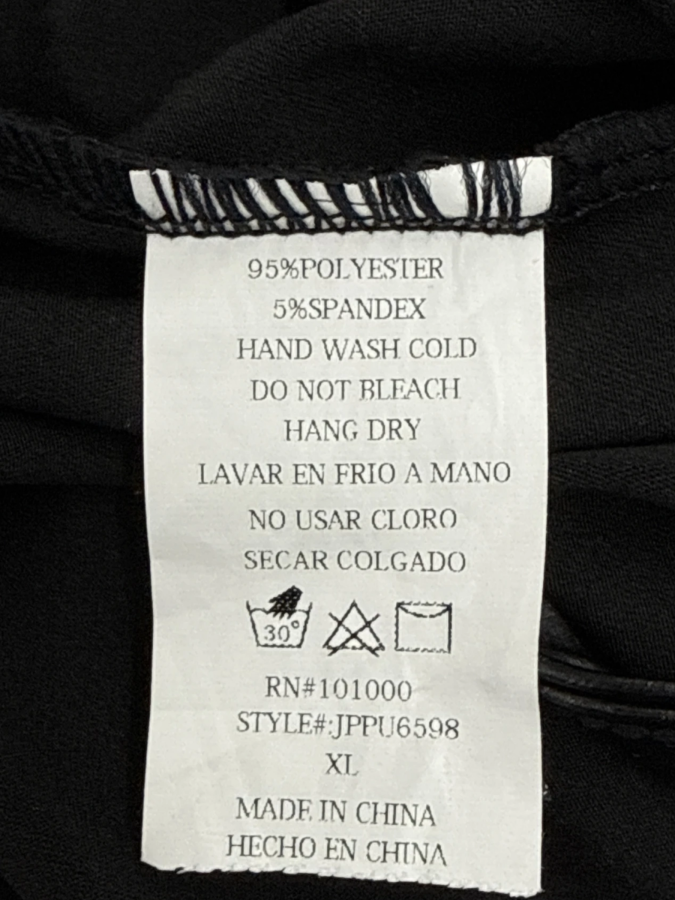 95%POLYESTER
5%SPANDEX
HAND WASH COLD
DO NOT BLEACH
HANG DRY
LAVAR EN FRIO A MANO
NO USAR CLORO
SECAR COLGADO
30°
RN#101000
STYLE#:JPPU6598
XL
MADE IN CHINA
HECHO EN CHINA